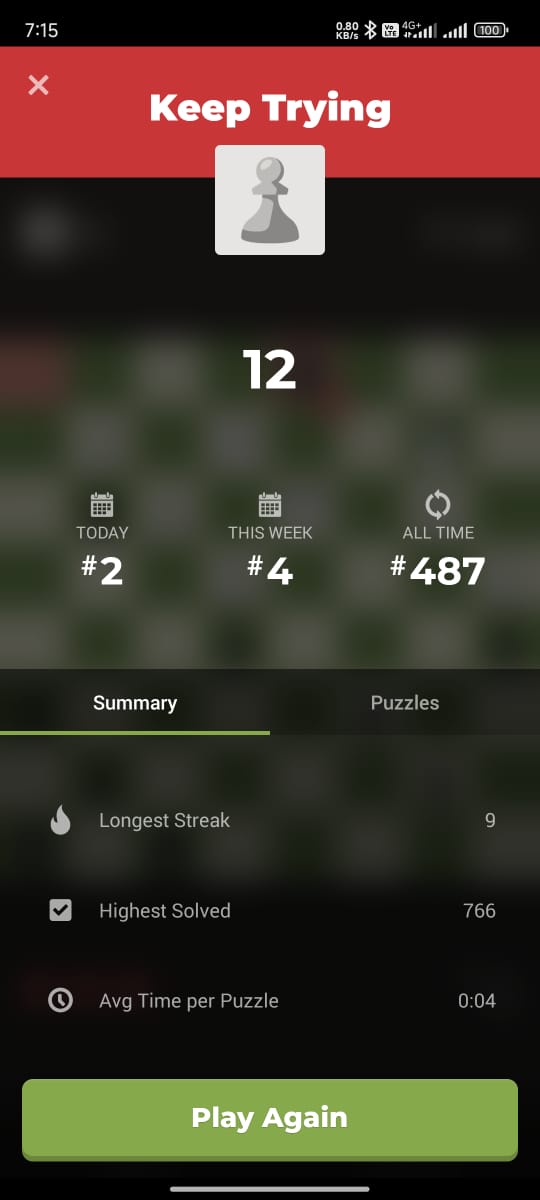 7:15
0.80 KB/s Vo LTE 4G+ 100
Keep Trying
12
TODAY THIS WEEK ALL TIME
#2 #4 #487
Summary Puzzles
Longest Streak 9
Highest Solved 766
Avg Time per Puzzle 0:04
Play Again